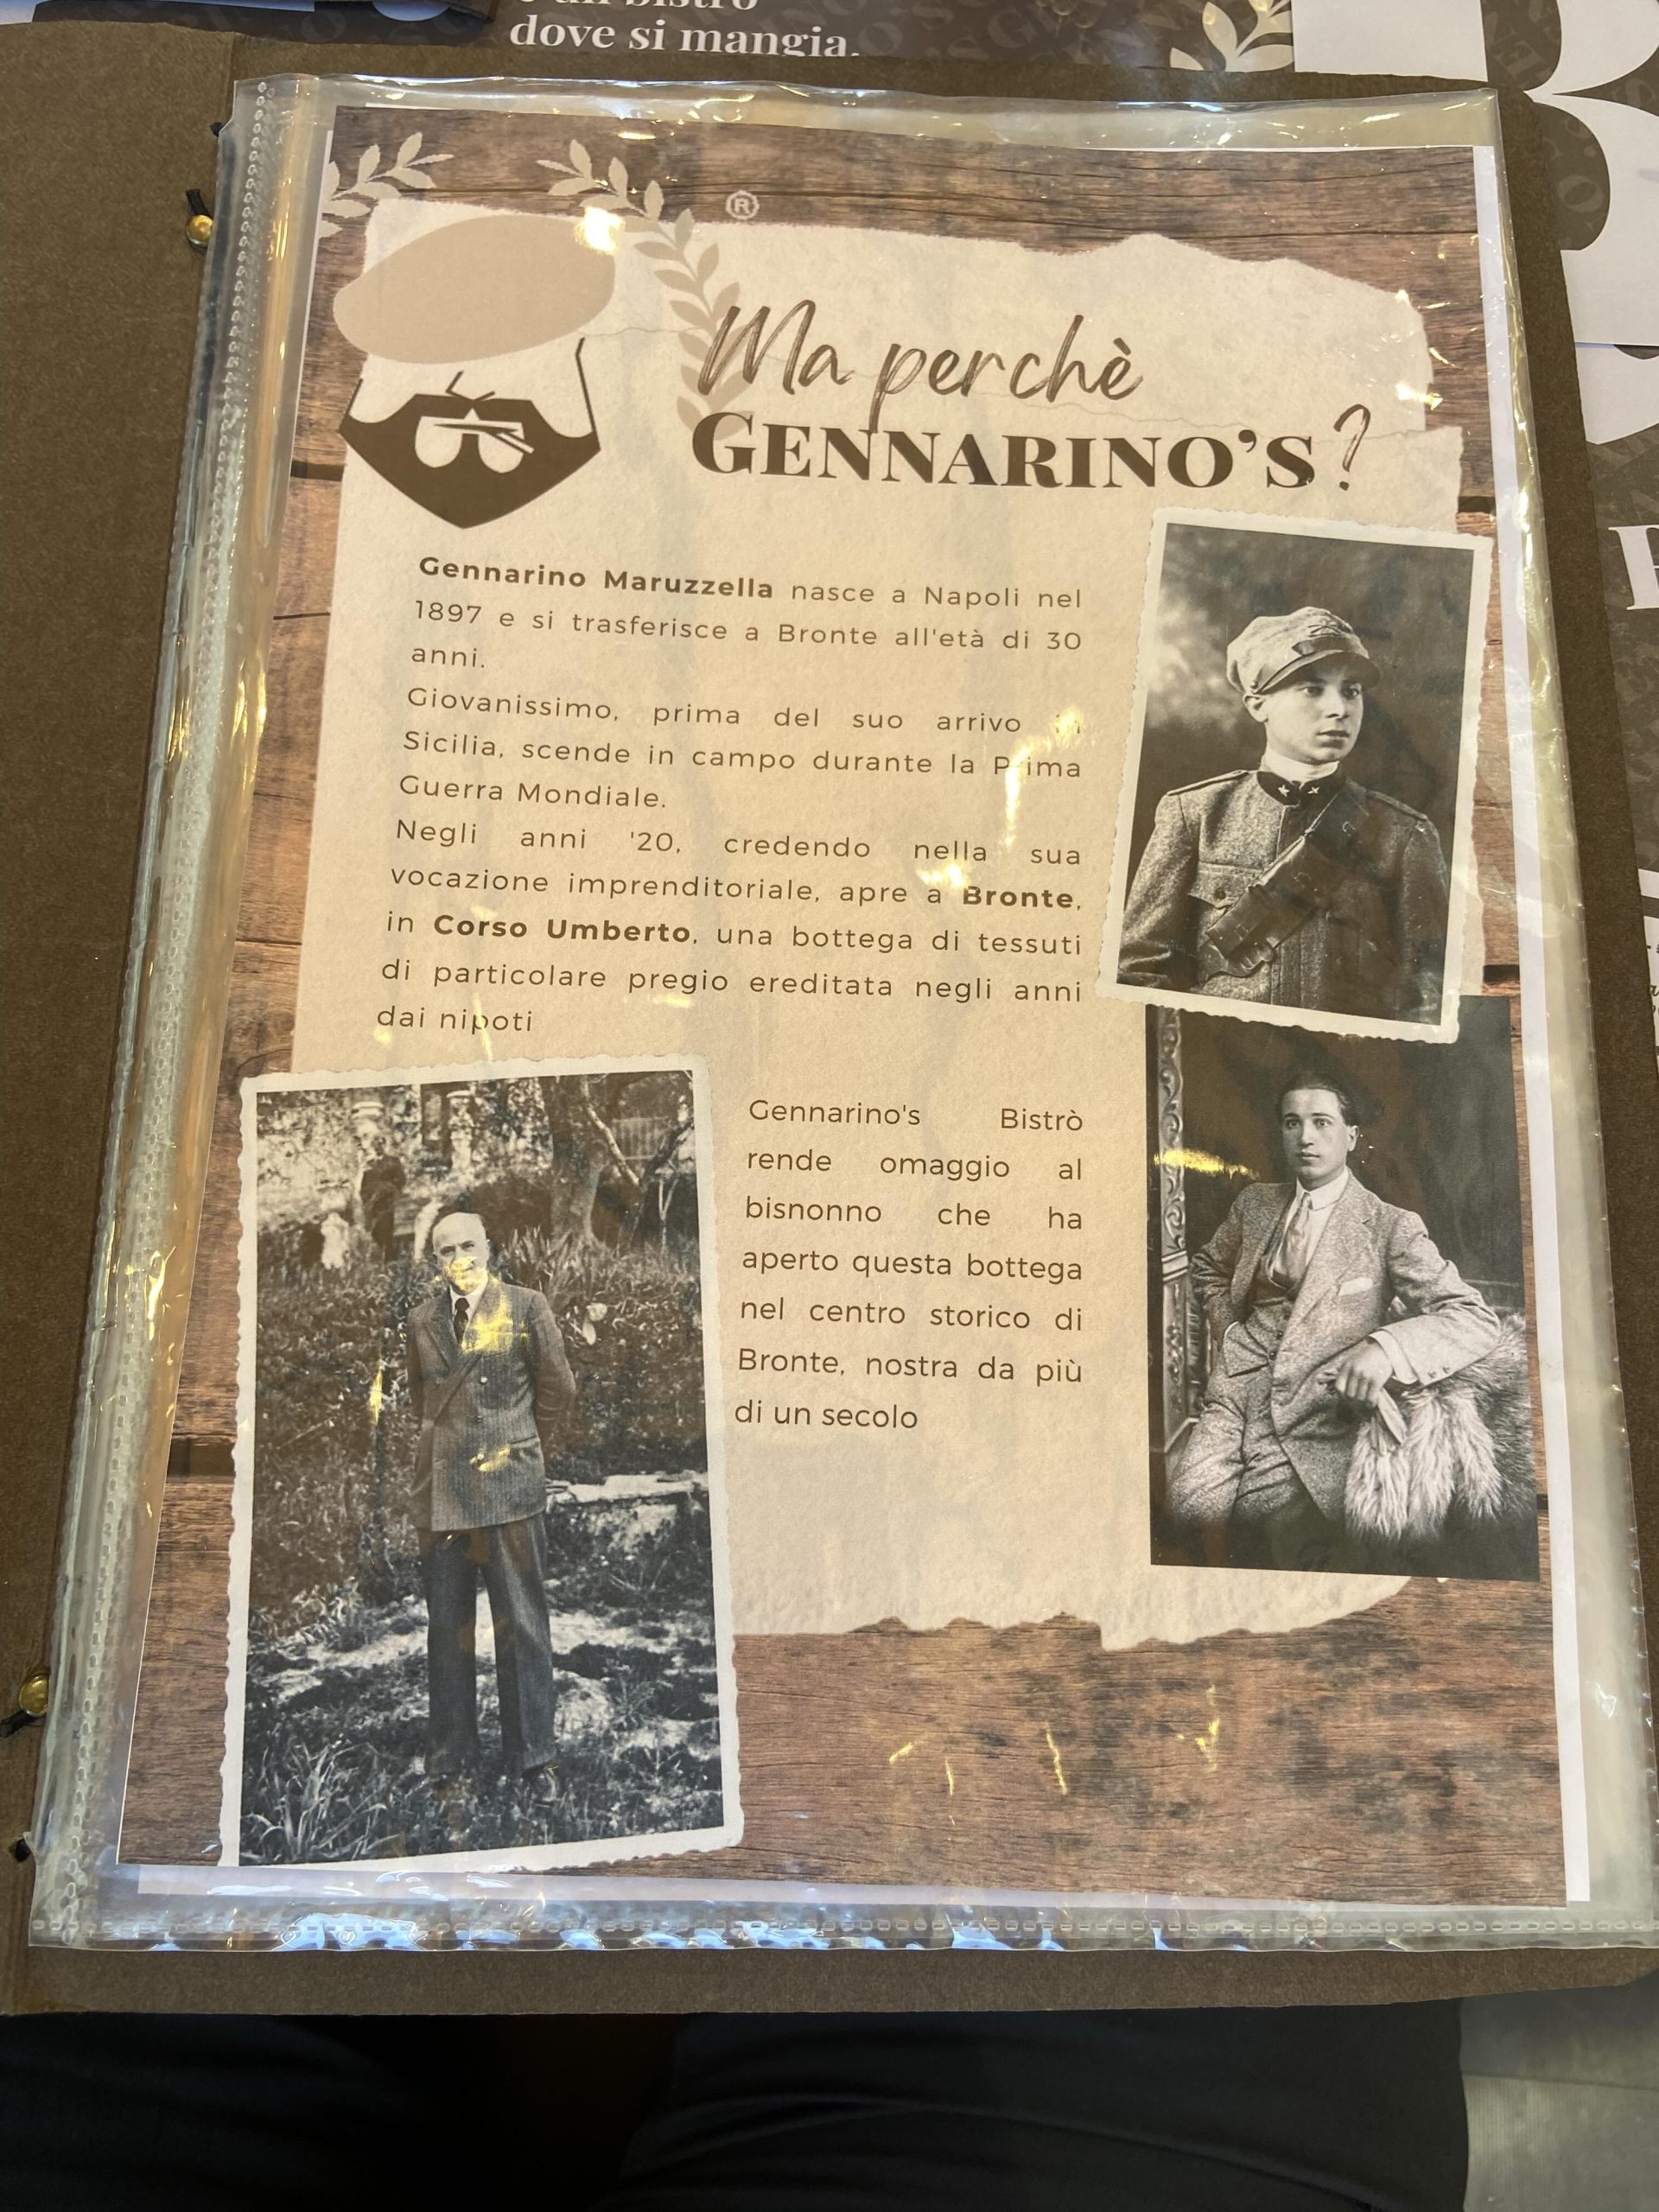 dove si mangia.
®
Ma perchè
GENNARINO'S?
Gennarino Maruzzella nasce a Napoli nel
1897 e si trasferisce a Bronte all'età di 30
anni.
Giovanissimo, prima del suo arrivo in
Sicilia, scende in campo durante la Prima
Guerra Mondiale.
Negli anni '20, credendo nella sua
vocazione imprenditoriale, apre a Bronte,
in Corso Umberto, una bottega di tessuti
di particolare pregio ereditata negli anni
dai nipoti
Gennarino's Bistrò
rende omaggio al
bisnonno che ha
aperto questa bottega
nel centro storico di
Bronte, nostra da più
di un secolo